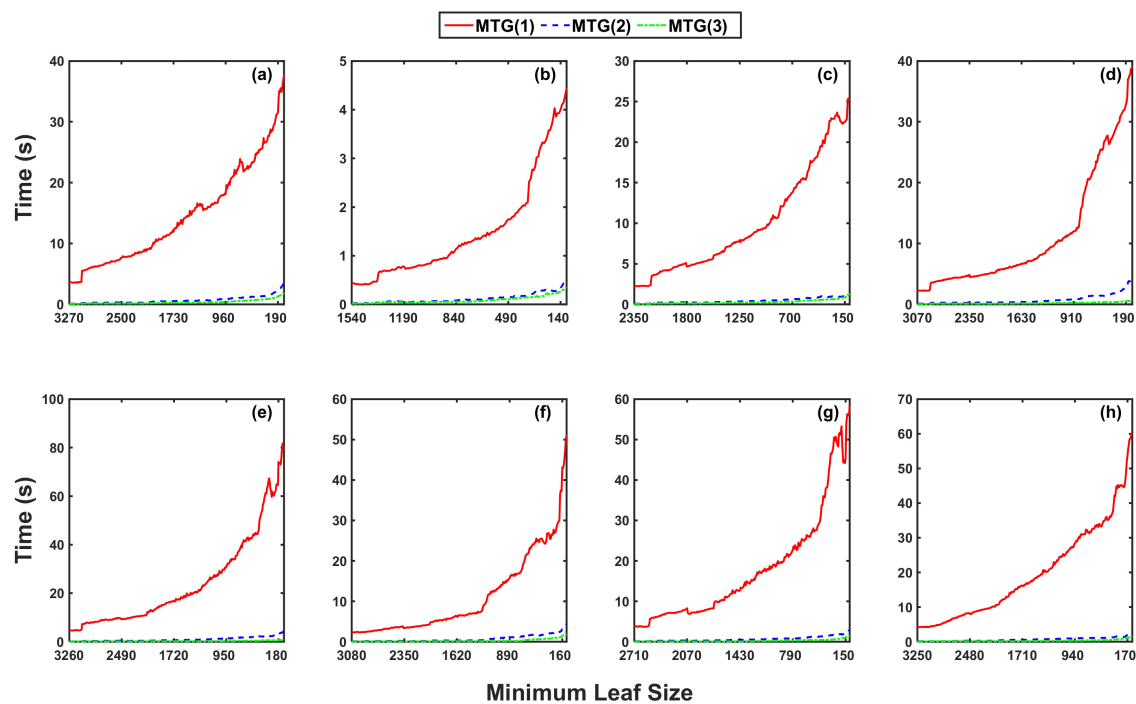 MTG(1) MTG(2) MTG(3)
(a) (b) (c) (d)
40 5 30 40
30 4 25 30
20 3 20 20
10 2 15 10
0 1 10 0
0 5
0
Time (s)
3270 2500 1730 960 190 1540 1190 840 490 140 2350 1800 1250 700 150 3070 2350 1630 910 190
(e) (f) (g) (h)
100 60 60 70
80 50 50 60
60 40 40 50
40 30 30 40
20 20 20 30
0 10 10 20
0 0 10
0
Time (s)
3260 2490 1720 950 180 3080 2350 1620 890 160 2710 2070 1430 790 150 3250 2480 1710 940 170
Minimum Leaf Size